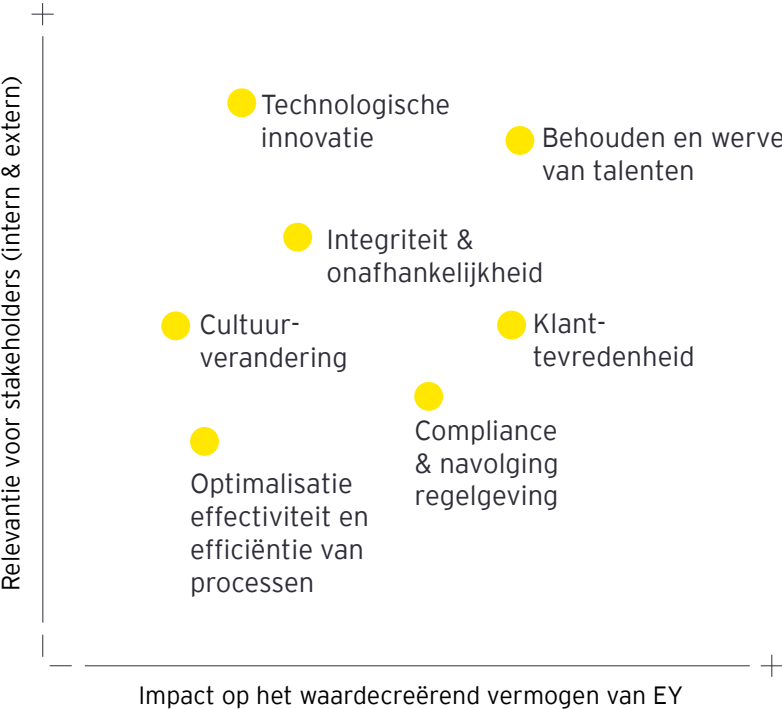 Technologische
innovatie
Behouden en werve
van talenten
Integriteit &
onafhankelijkheid
Cultuur-
verandering
Klant-
tevredenheid
Compliance
& navolging
regelgeving
Optimalisatie
effectiviteit en
efficiëntie van
processen
Relevantie voor stakeholders (intern & extern)
Impact op het waardecreërend vermogen van EY